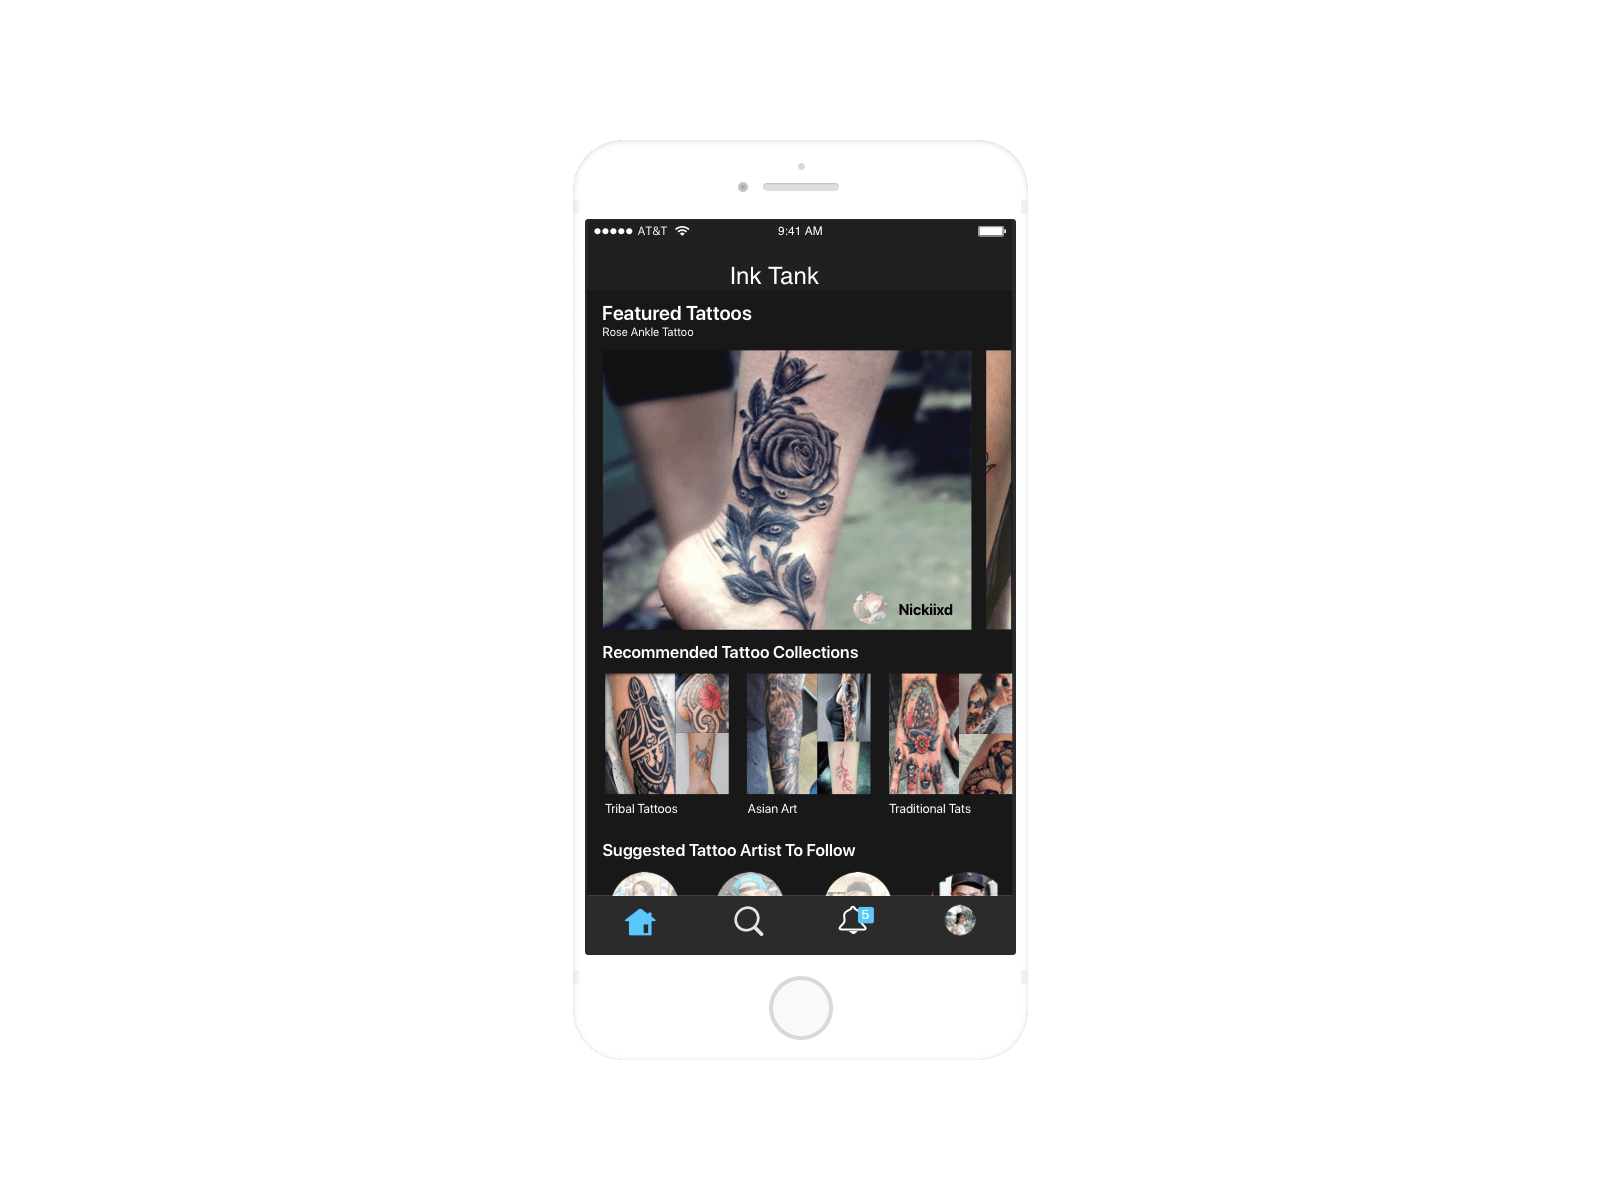 AT&T
9:41 AM
Ink Tank
Featured Tattoos
Rose Ankle Tattoo
Nickiixd
Recommended Tattoo Collections
Tribal Tattoos
Asian Art
Traditional Tats
Suggested Tattoo Artist To Follow
5